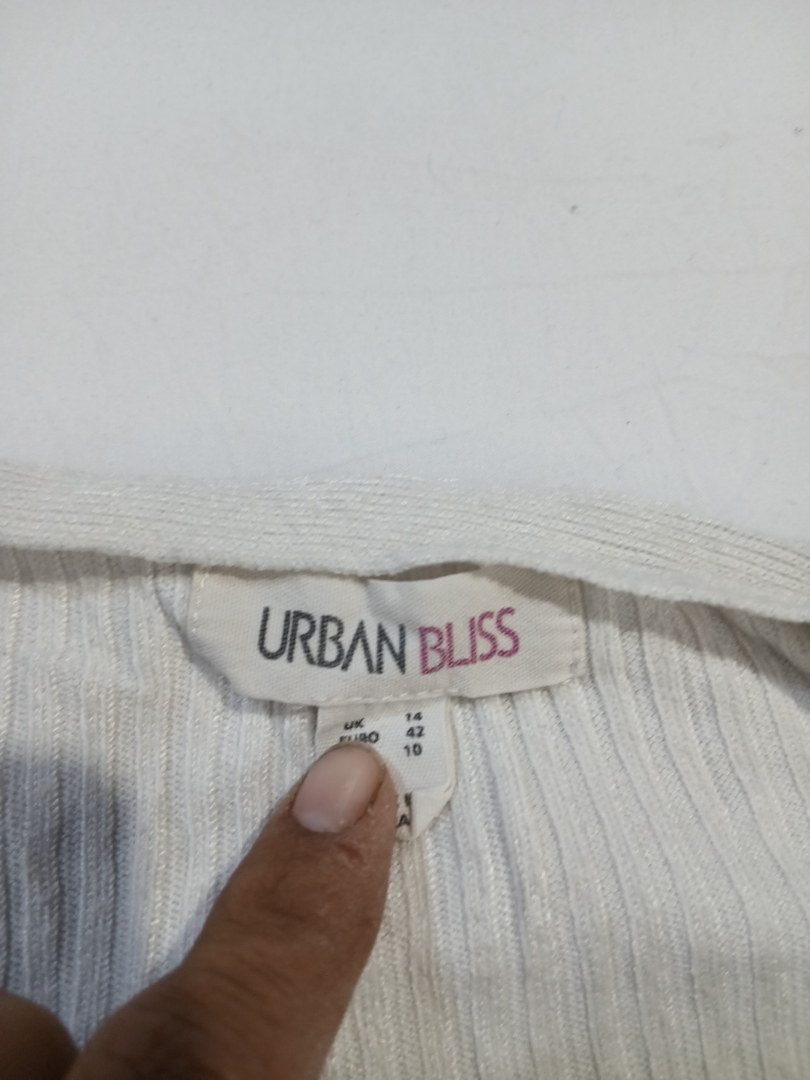 URBAN BLISS
UK 14
EURO 42
10
A